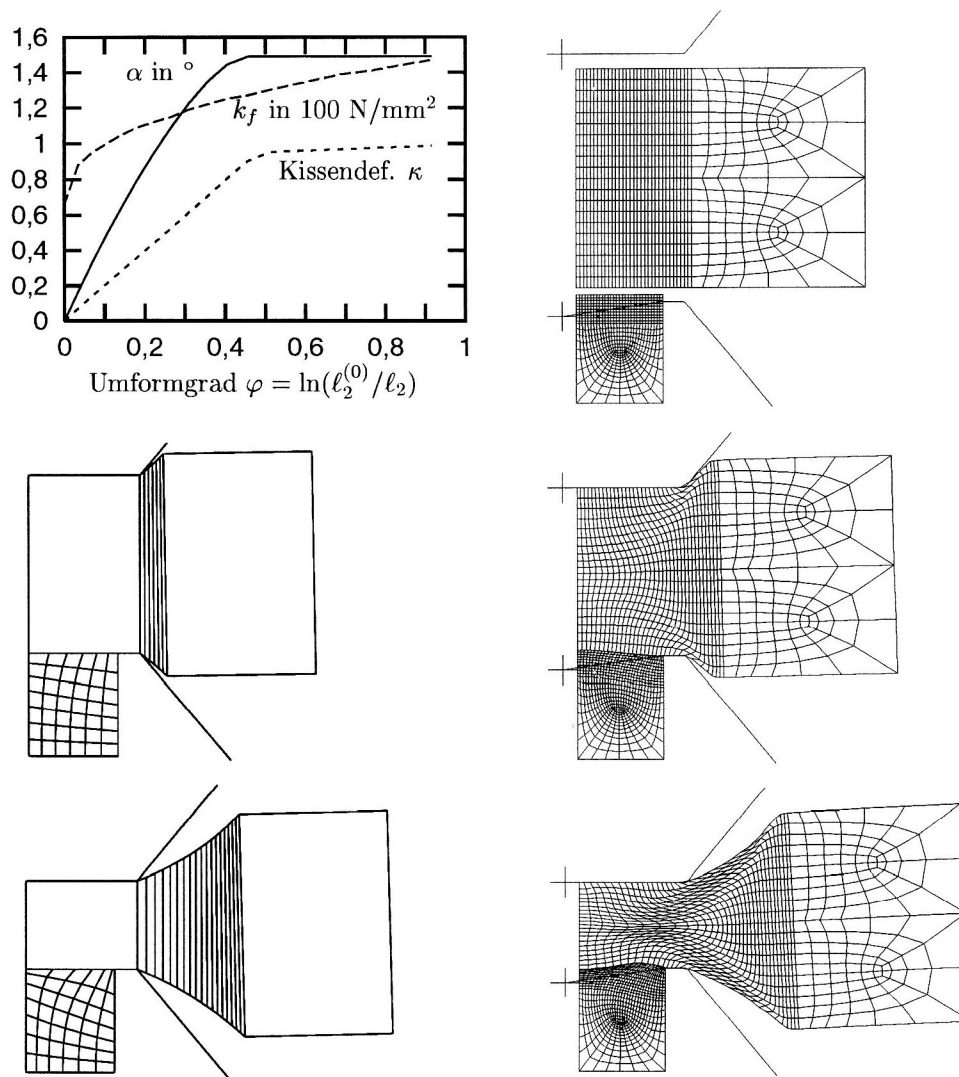 1,6
1,4
1,2
1
0,8
0,6
0,4
0,2
0
α in °
k_f in 100 N/mm²
Kissendef. κ
0 0,2 0,4 0,6 0,8 1
Umformgrad φ = ln(ℓ₂⁽⁰⁾/ℓ₂)